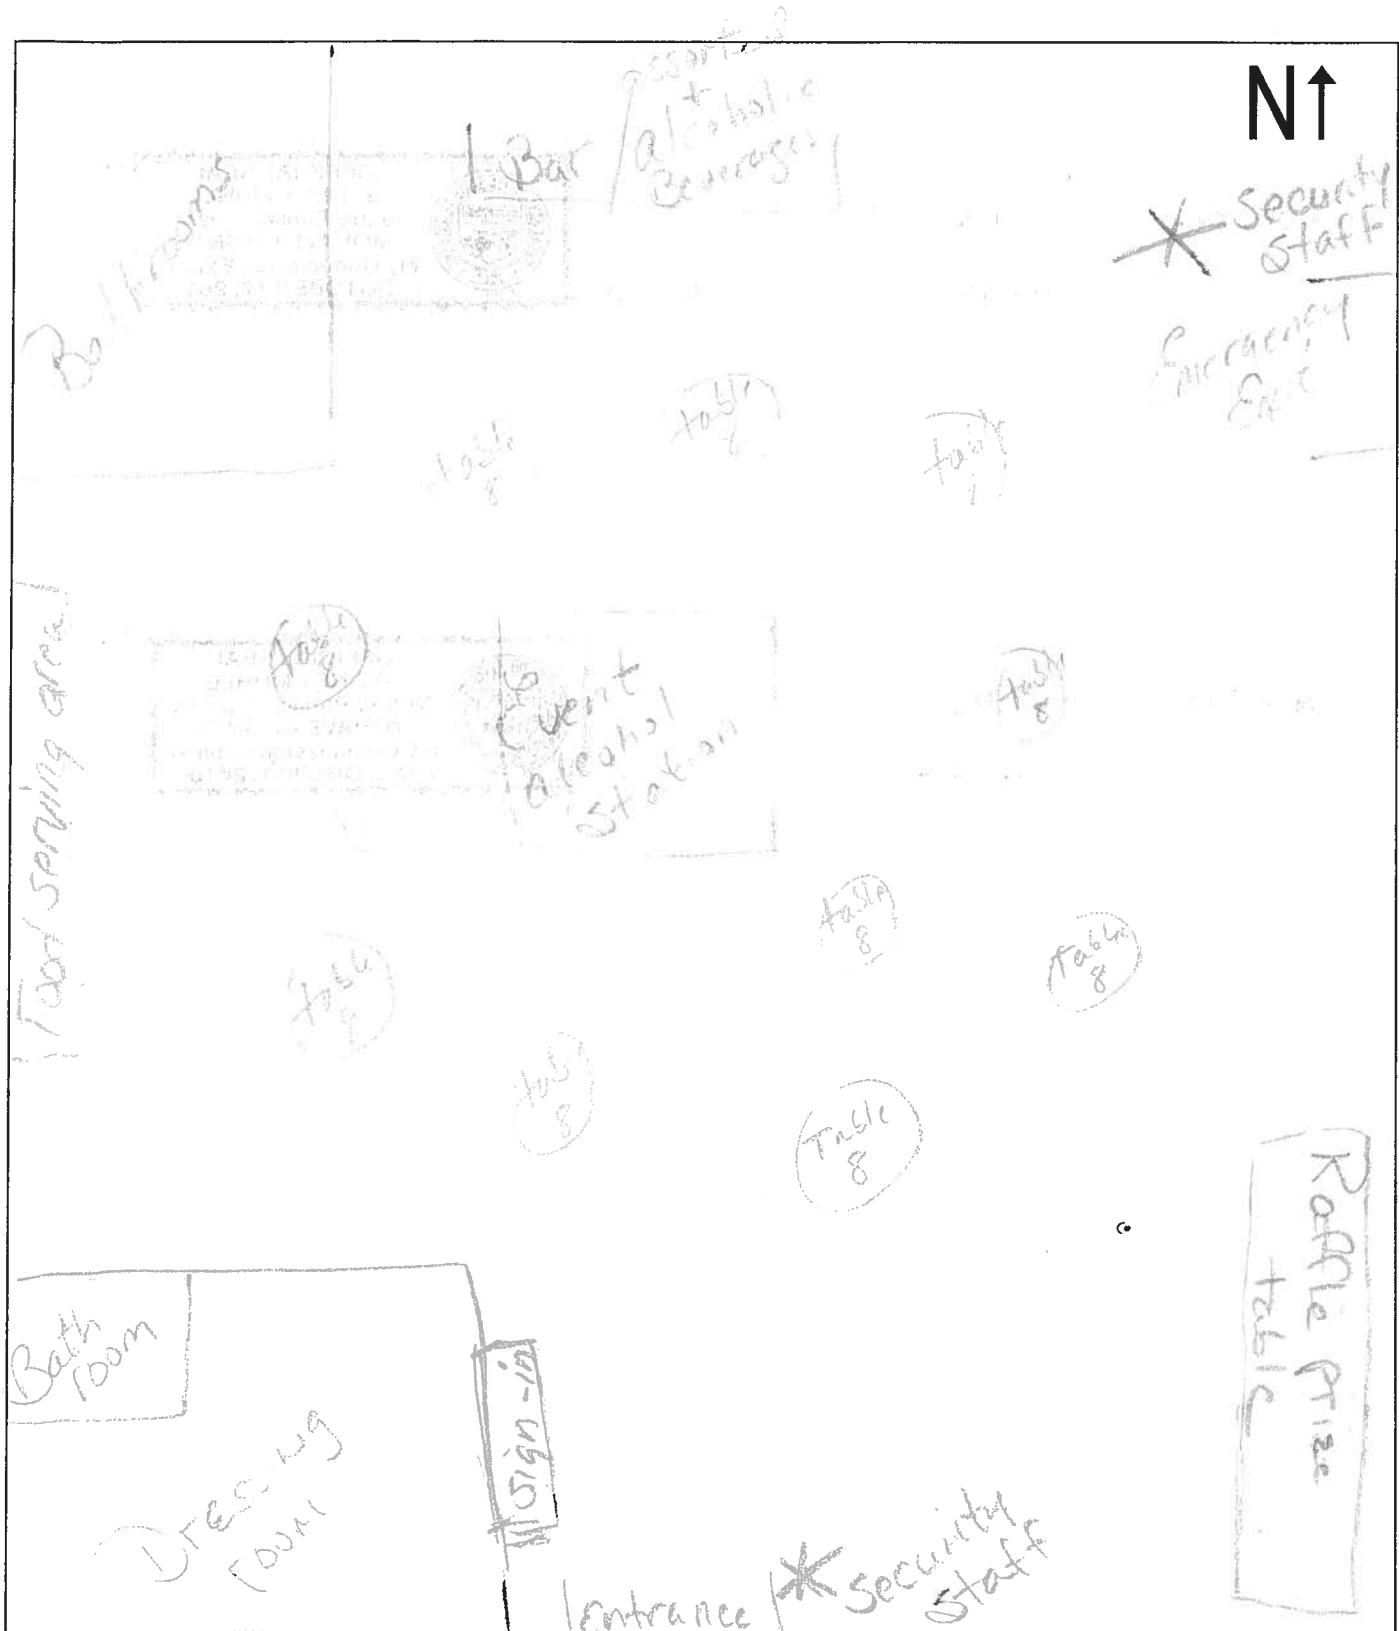 assorted
+
alcoholic
Beverages
Bar
N
Bathrooms
security
staff
Emergency
Exit
table
8
table
8
table
table
8
Food serving area
Event
alcohol
station
table
8
table
8
table
8
table
8
tabl
8
Table
8
Raffle Prize
table
Bath
room
sign-in
Dressing
room
entrance
security
staff